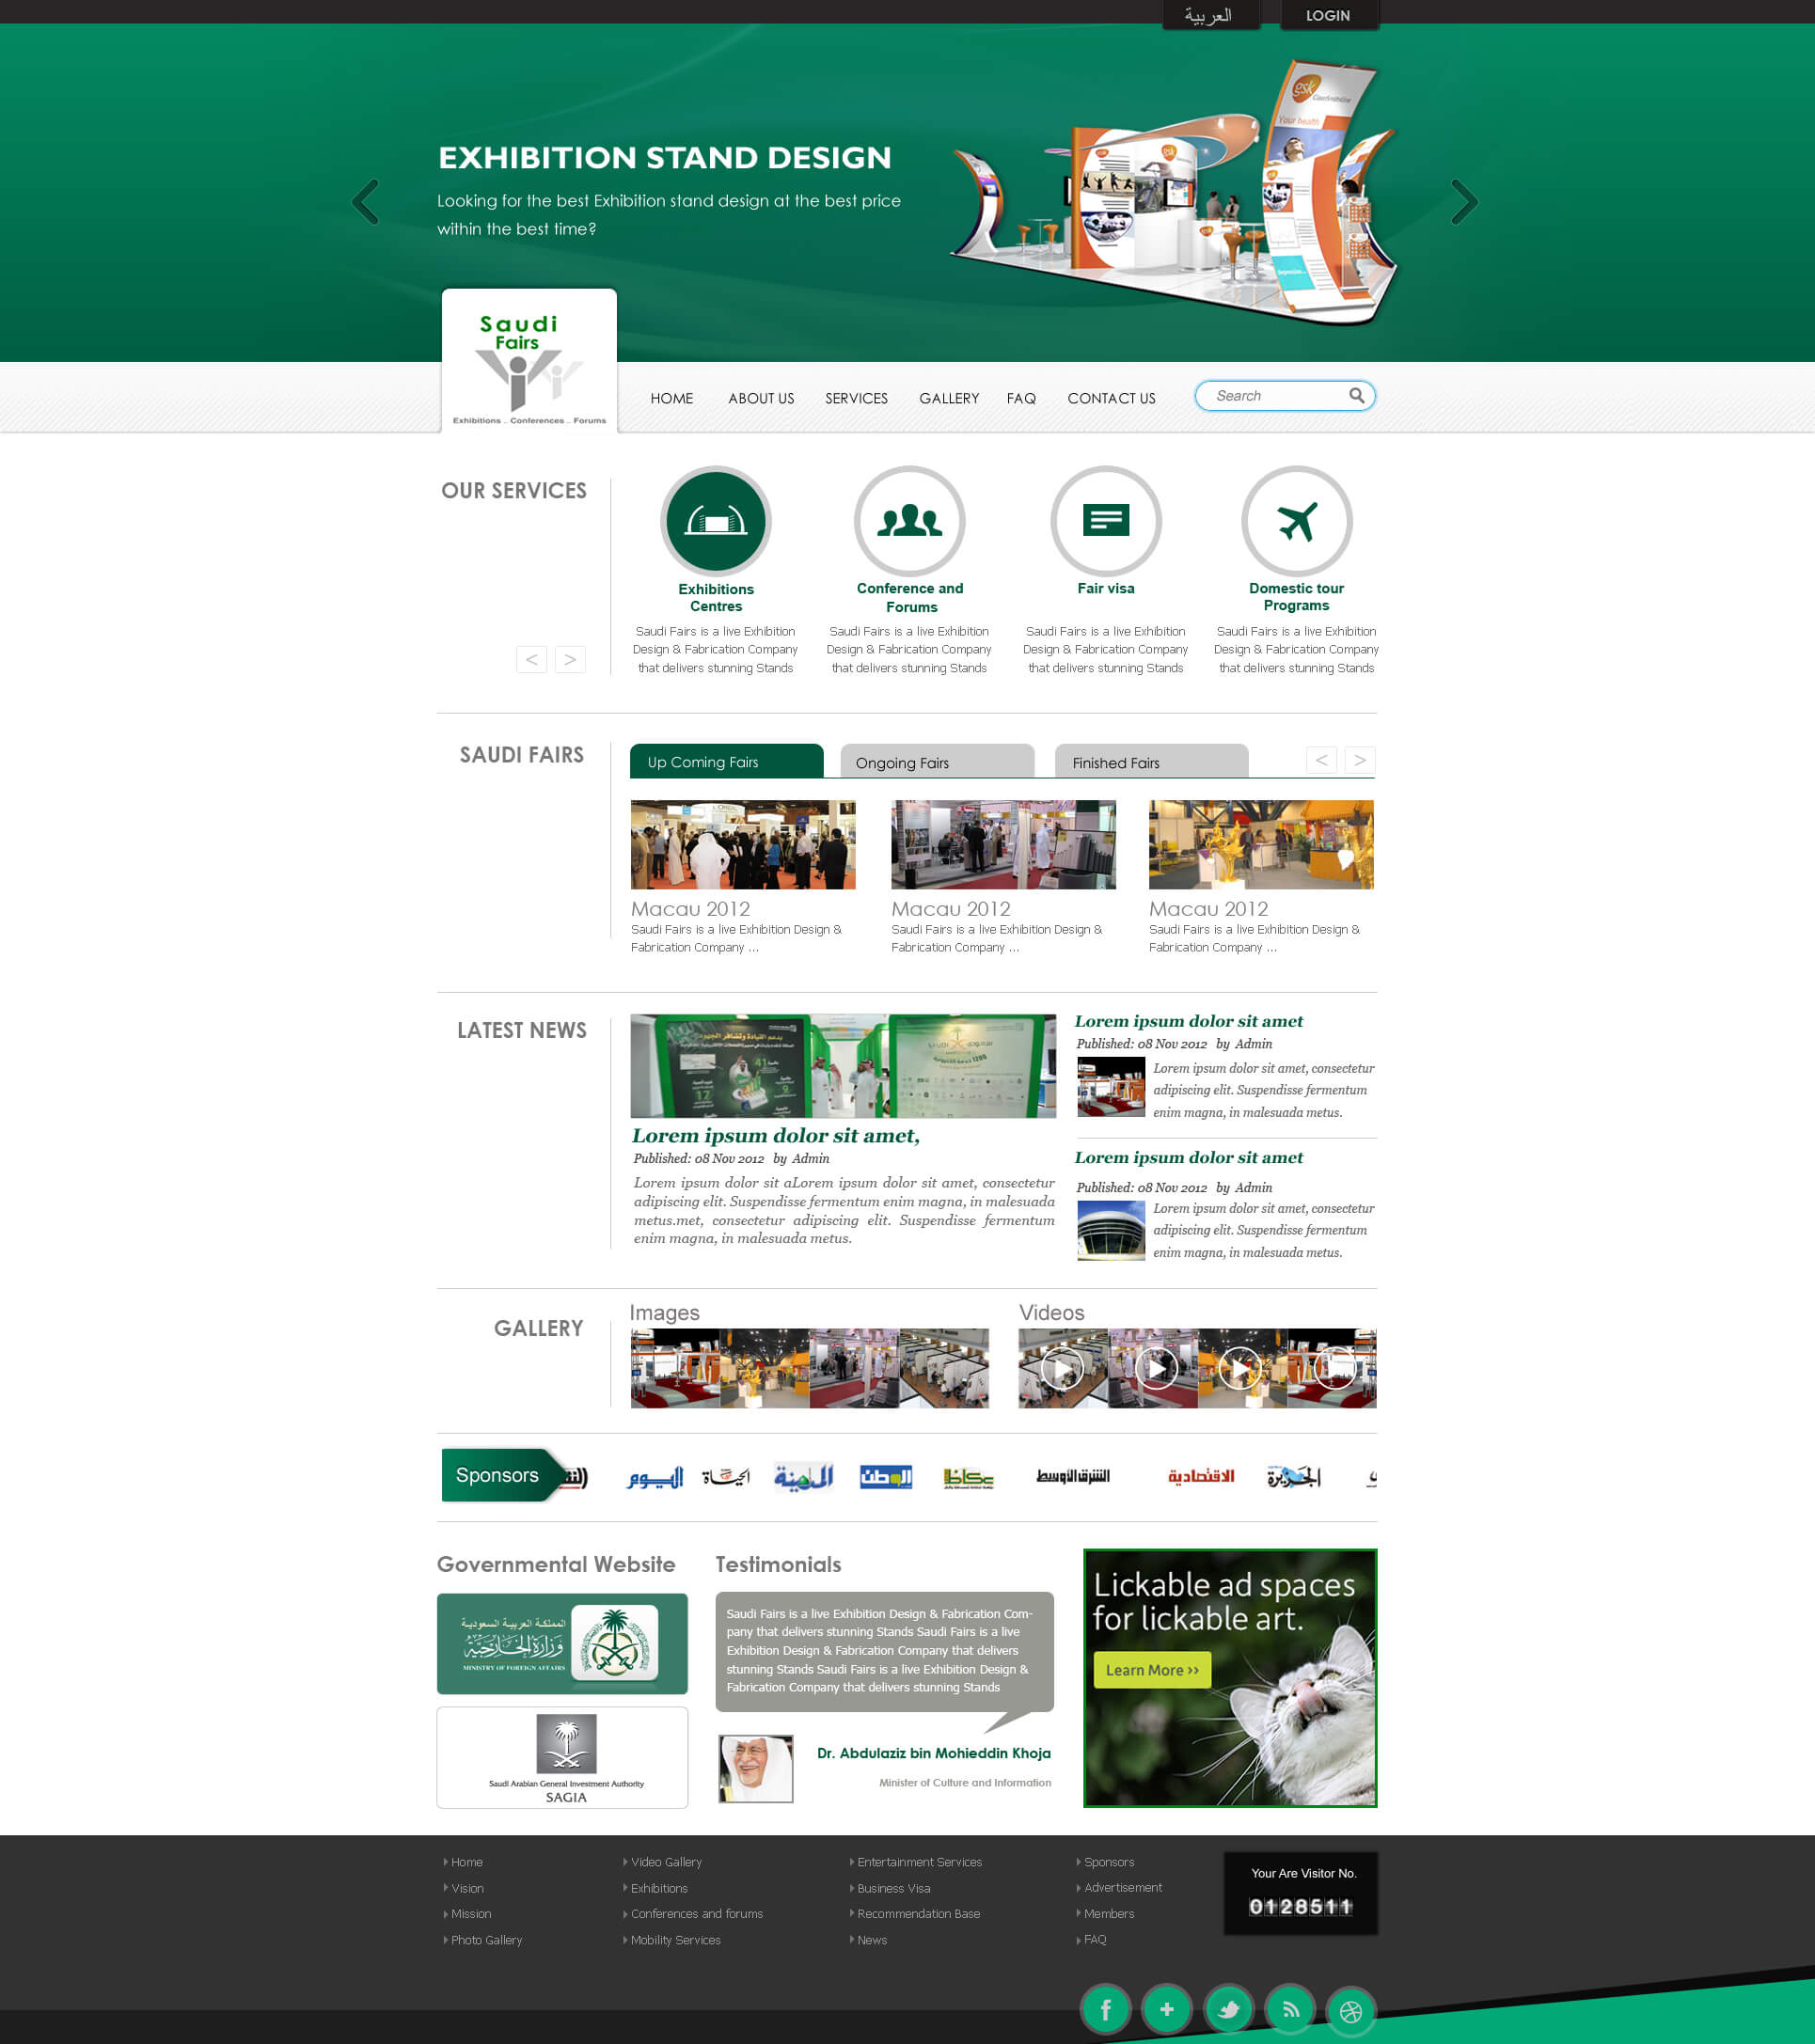 العربية
LOGIN
gsk GlaxoSmithKline
Your health
EXHIBITION STAND DESIGN
Looking for the best Exhibition stand design at the best price
within the best time?
Saudi
Fairs
Exhibitions .. Conferences .. Forums
HOME
ABOUT US
SERVICES
GALLERY
FAQ
CONTACT US
Search
OUR SERVICES
Exhibitions
Centres
Saudi Fairs is a live Exhibition
Design & Fabrication Company
that delivers stunning Stands
Conference and
Forums
Saudi Fairs is a live Exhibition
Design & Fabrication Company
that delivers stunning Stands
Fair visa
Saudi Fairs is a live Exhibition
Design & Fabrication Company
that delivers stunning Stands
Domestic tour
Programs
Saudi Fairs is a live Exhibition
Design & Fabrication Company
that delivers stunning Stands
< >
SAUDI FAIRS
Up Coming Fairs
Ongoing Fairs
Finished Fairs
< >
Macau 2012
Saudi Fairs is a live Exhibition Design &
Fabrication Company ...
Macau 2012
Saudi Fairs is a live Exhibition Design &
Fabrication Company ...
Macau 2012
Saudi Fairs is a live Exhibition Design &
Fabrication Company ...
LATEST NEWS
Lorem ipsum dolor sit amet,
Published: 08 Nov 2012 by Admin
Lorem ipsum dolor sit aLorem ipsum dolor sit amet, consectetur
adipiscing elit. Suspendisse fermentum enim magna, in malesuada
metus.met, consectetur adipiscing elit. Suspendisse fermentum
enim magna, in malesuada metus.
Lorem ipsum dolor sit amet
Published: 08 Nov 2012 by Admin
Lorem ipsum dolor sit amet, consectetur
adipiscing elit. Suspendisse fermentum
enim magna, in malesuada metus.
Lorem ipsum dolor sit amet
Published: 08 Nov 2012 by Admin
Lorem ipsum dolor sit amet, consectetur
adipiscing elit. Suspendisse fermentum
enim magna, in malesuada metus.
GALLERY
Images
Videos
Sponsors
اليوم
الحياة
المدينة
الوطن
عكاظ
الشرق الأوسط
الاقتصادية
الجزيرة
Governmental Website
المملكة العربية السعودية
وزارة الخارجية
MINISTRY OF FOREIGN AFFAIRS
Saudi Arabian General Investment Authority
SAGIA
Testimonials
Saudi Fairs is a live Exhibition Design & Fabrication Com-
pany that delivers stunning Stands Saudi Fairs is a live
Exhibition Design & Fabrication Company that delivers
stunning Stands Saudi Fairs is a live Exhibition Design &
Fabrication Company that delivers stunning Stands
Dr. Abdulaziz bin Mohieddin Khoja
Minister of Culture and Information
Lickable ad spaces
for lickable art.
Learn More >>
Home
Vision
Mission
Photo Gallery
Video Gallery
Exhibitions
Conferences and forums
Mobility Services
Entertainment Services
Business Visa
Recommendation Base
News
Sponsors
Advertisement
Members
FAQ
Your Are Visitor No.
0128511